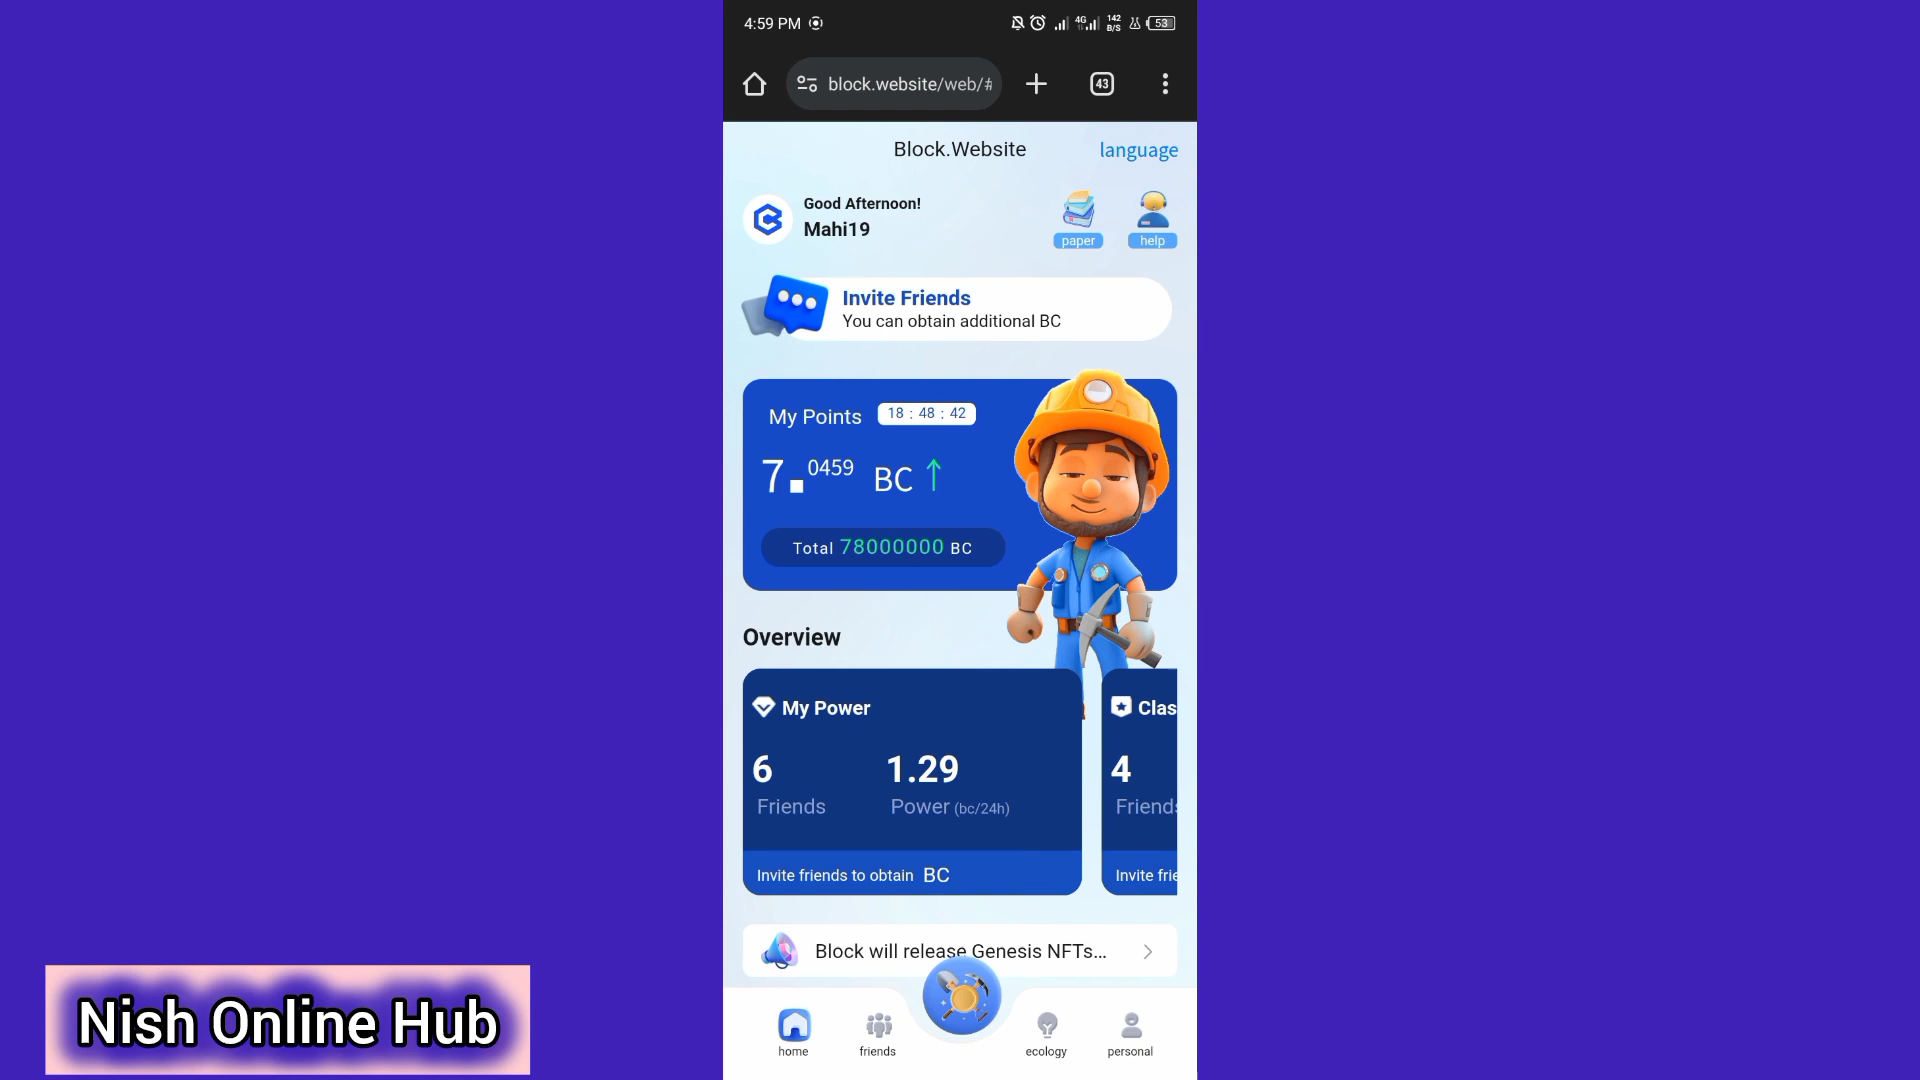 4:59 PM
4G
142
B/S
53
block.website/web/#
43
Block.Website
language
Good Afternoon!
Mahi19
paper
help
Invite Friends
You can obtain additional BC
My Points
18 : 48 : 42
7.0459 BC ↑
Total 78000000 BC
Overview
My Power
6
1.29
Friends
Power (bc/24h)
Invite friends to obtain BC
Clas
4
Friends
Invite frie
Block will release Genesis NFTs...
home
friends
ecology
personal
Nish Online Hub